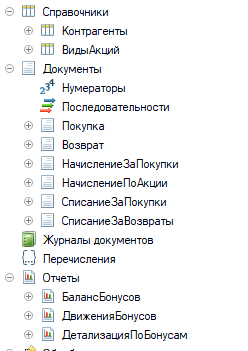 Справочники
Контрагенты
ВидыАкций
Документы
Нумераторы
Последовательности
Покупка
Возврат
НачислениеЗаПокупки
НачислениеПоАкции
СписаниеЗаПокупки
СписаниеЗаВозвраты
Журналы документов
Перечисления
Отчеты
БалансБонусов
ДвиженияБонусов
ДетализацияПоБонусам